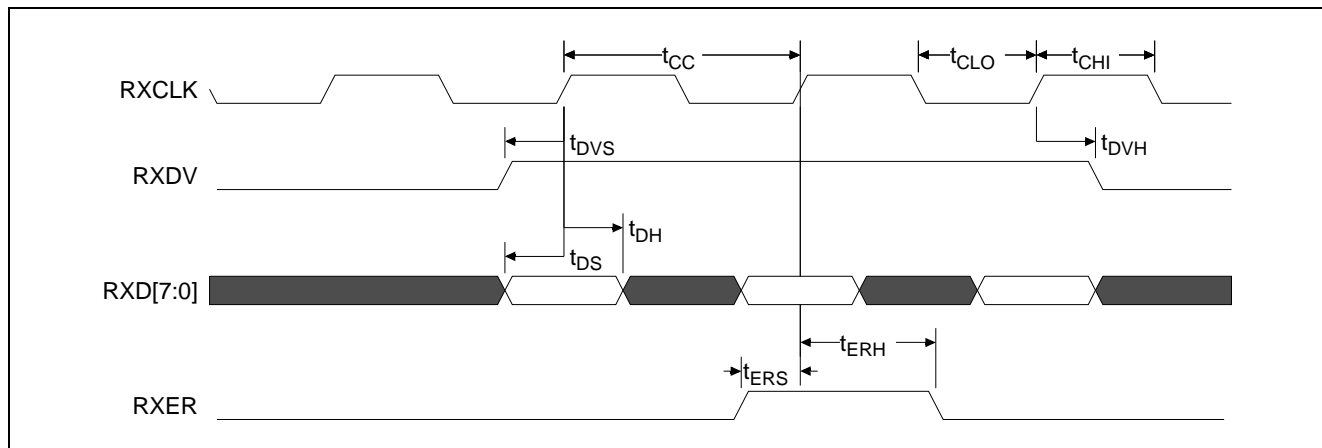 tCC
tCLO
tCHI
RXCLK
tDVS
tDVH
RXDV
tDH
tDS
RXD[7:0]
tERH
tERS
RXER